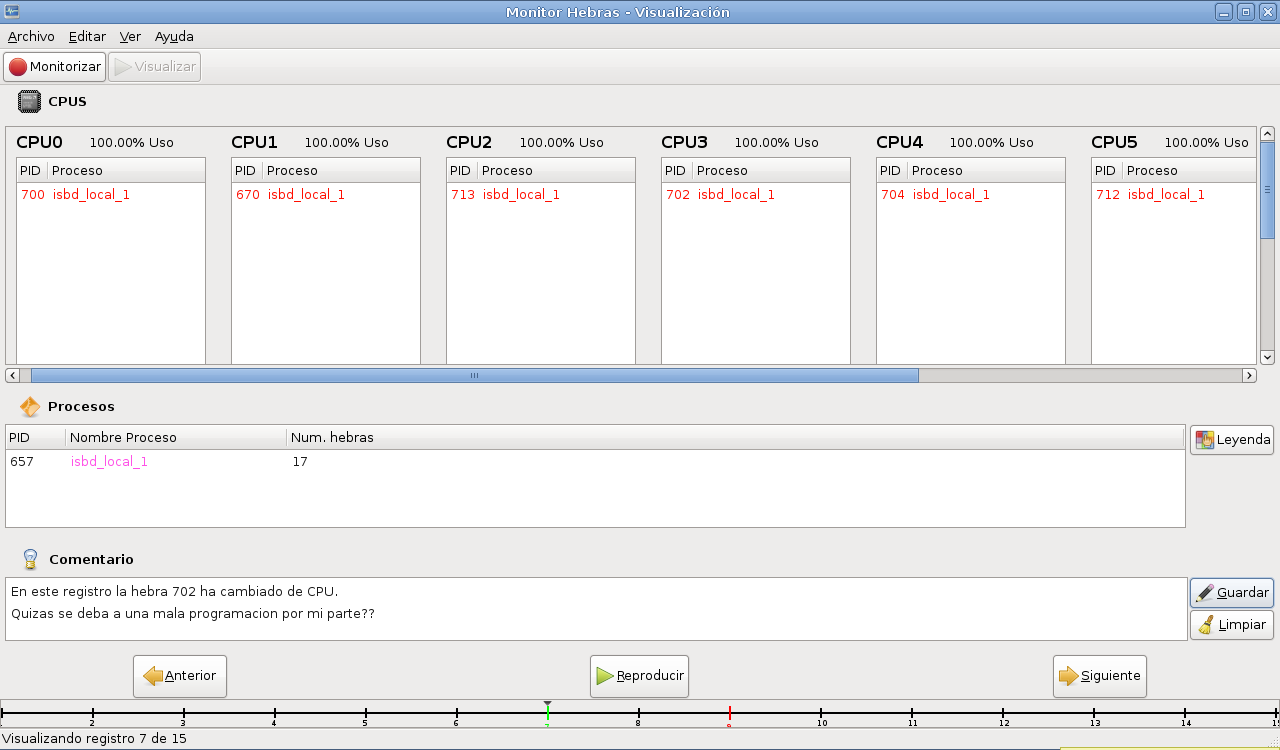 Monitor Hebras - Visualización
Archivo Editar Ver Ayuda
Monitorizar Visualizar
CPUS
CPU0 100.00% Uso CPU1 100.00% Uso CPU2 100.00% Uso CPU3 100.00% Uso CPU4 100.00% Uso CPU5 100.00% Uso
PID Proceso PID Proceso PID Proceso PID Proceso PID Proceso PID Proceso
700 isbd_local_1 670 isbd_local_1 713 isbd_local_1 702 isbd_local_1 704 isbd_local_1 712 isbd_local_1
Procesos
PID Nombre Proceso Num. hebras
Leyenda
657 isbd_local_1 17
Comentario
En este registro la hebra 702 ha cambiado de CPU.
Guardar
Quizas se deba a una mala programacion por mi parte??
Limpiar
Anterior Reproducir Siguiente
2 3 4 5 6 7 8 9 10 11 12 13 14
Visualizando registro 7 de 15